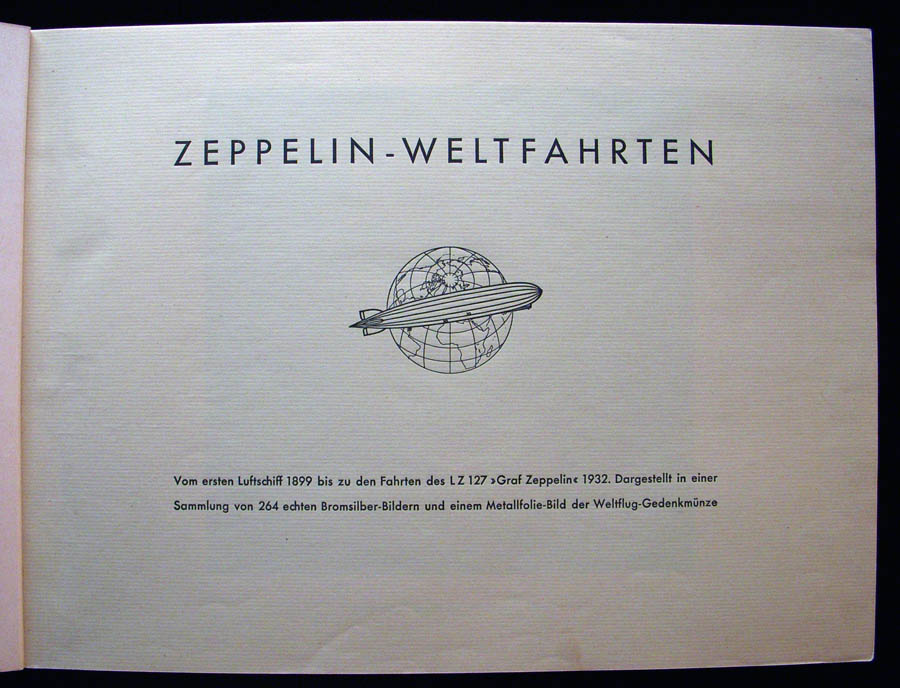 ZEPPELIN-WELTFAHRTEN
Vom ersten Luftschiff 1899 bis zu den Fahrten des LZ 127 »Graf Zeppelin« 1932. Dargestellt in einer
Sammlung von 264 echten Bromsilber-Bildern und einem Metallfolie-Bild der Weltflug-Gedenkmünze